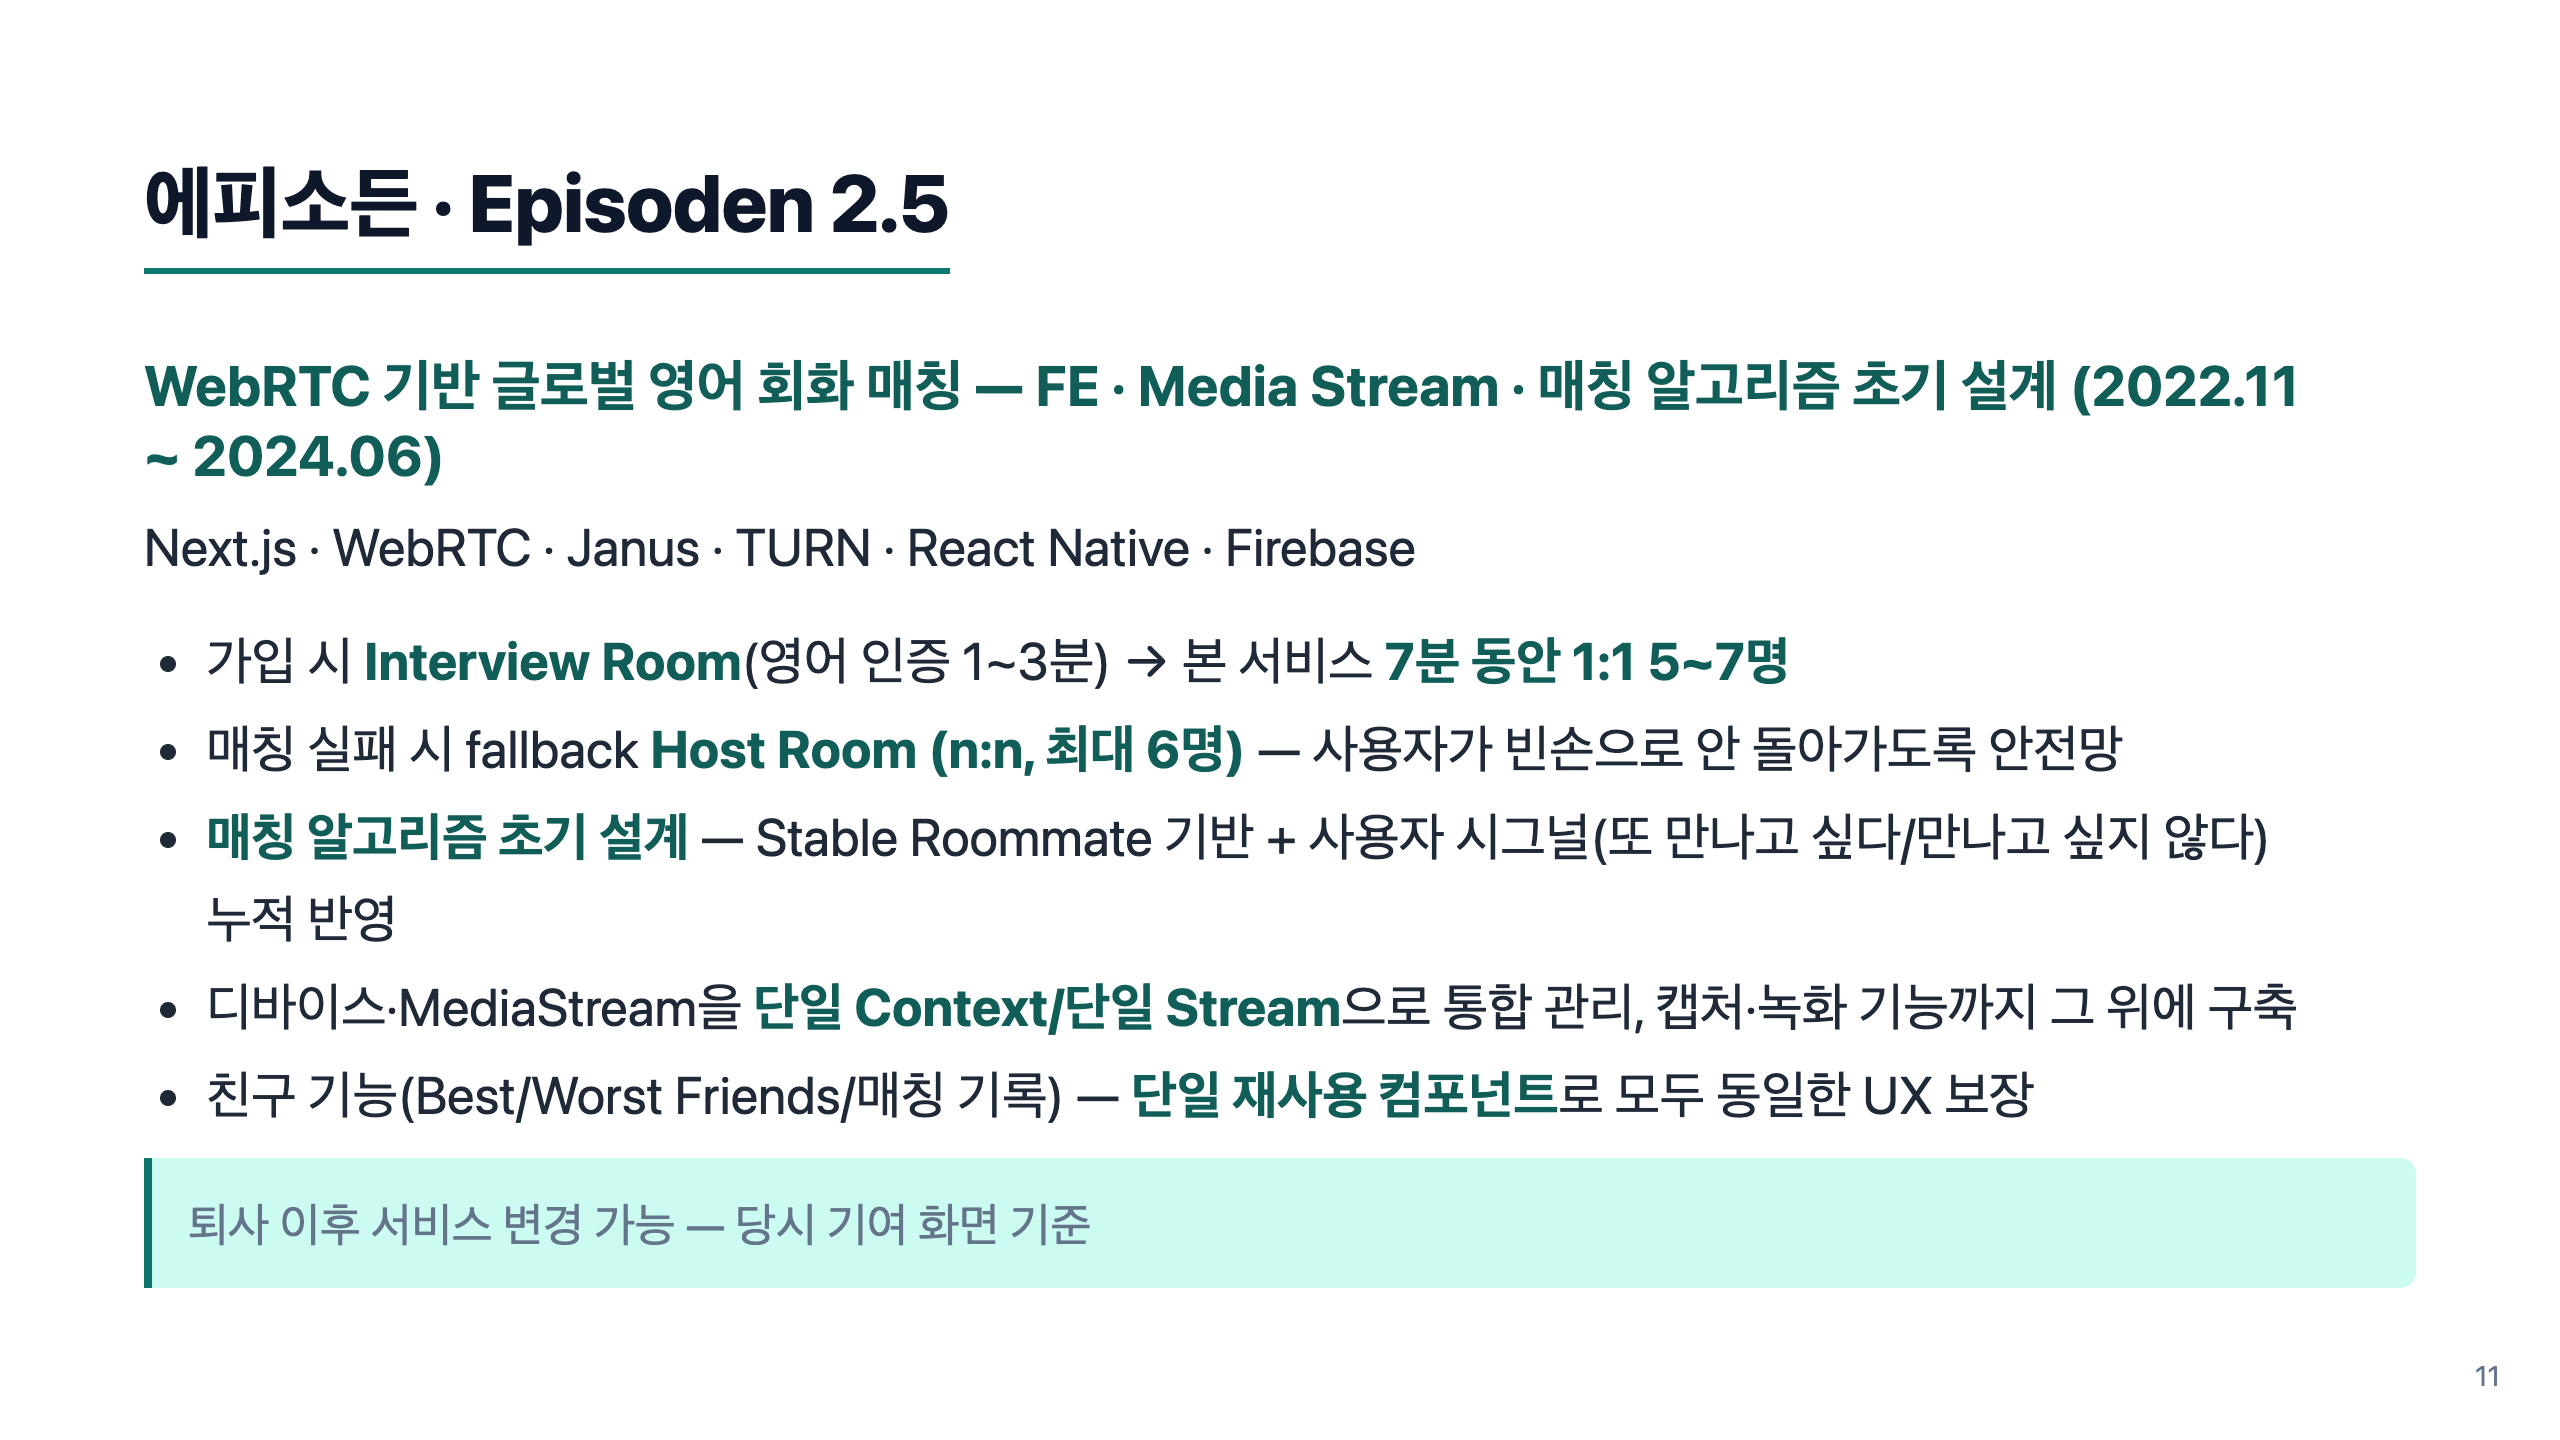 에피소든 · Episoden 2.5
WebRTC 기반 글로벌 영어 회화 매칭 — FE · Media Stream · 매칭 알고리즘 초기 설계 (2022.11
~ 2024.06)
Next.js · WebRTC · Janus · TURN · React Native · Firebase
• 가입 시 Interview Room(영어 인증 1~3분) → 본 서비스 7분 동안 1:1 5~7명
• 매칭 실패 시 fallback Host Room (n:n, 최대 6명) — 사용자가 빈손으로 안 돌아가도록 안전망
• 매칭 알고리즘 초기 설계 — Stable Roommate 기반 + 사용자 시그널(또 만나고 싶다/만나고 싶지 않다)
누적 반영
• 디바이스·MediaStream을 단일 Context/단일 Stream으로 통합 관리, 캡처·녹화 기능까지 그 위에 구축
• 친구 기능(Best/Worst Friends/매칭 기록) — 단일 재사용 컴포넌트로 모두 동일한 UX 보장
퇴사 이후 서비스 변경 가능 — 당시 기여 화면 기준
11